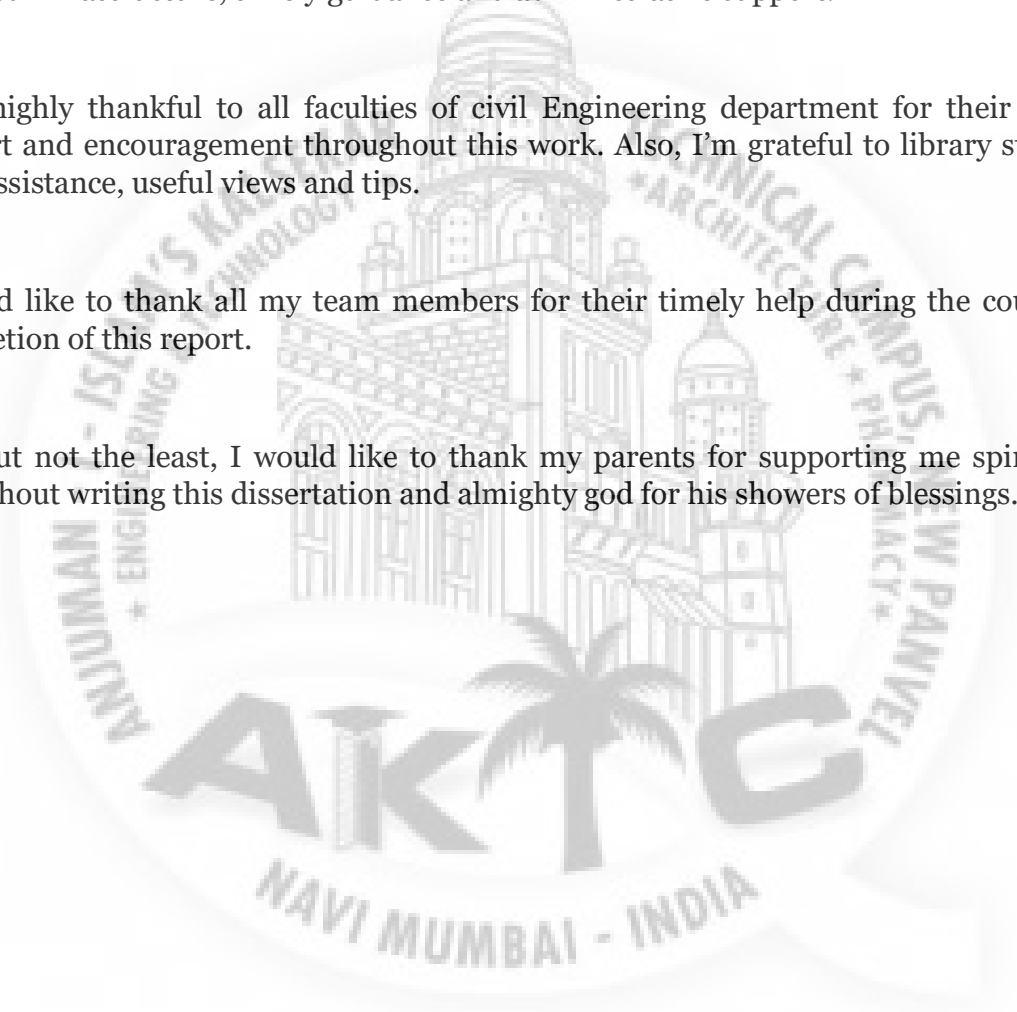 highly thankful to all faculties of civil Engineering department for their
rt and encouragement throughout this work. Also, I'm grateful to library s
ssistance, useful views and tips.
d like to thank all my team members for their timely help during the cou
etion of this report.
ut not the least, I would like to thank my parents for supporting me spir
hout writing this dissertation and almighty god for his showers of blessings.
ANJUMAN - I - ISLAM'S KALSEKAR TECHNICAL CAMPUS, NEW PANVEL
* ENGINEERING & TECHNOLOGY *ARCHITECTURE * PHARMACY*
AKTC
NAVI MUMBAI - INDIA